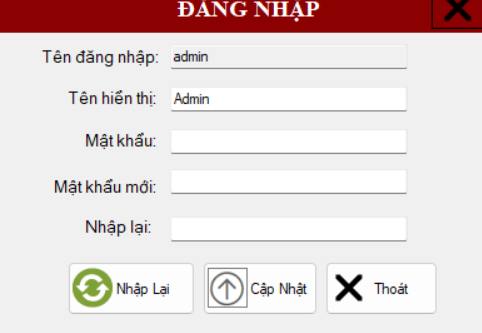 ĐĂNG NHẬP
Tên đăng nhập: admin
Tên hiển thị: Admin
Mật khẩu:
Mật khẩu mới:
Nhập lại:
Nhập Lại Cập Nhật Thoát